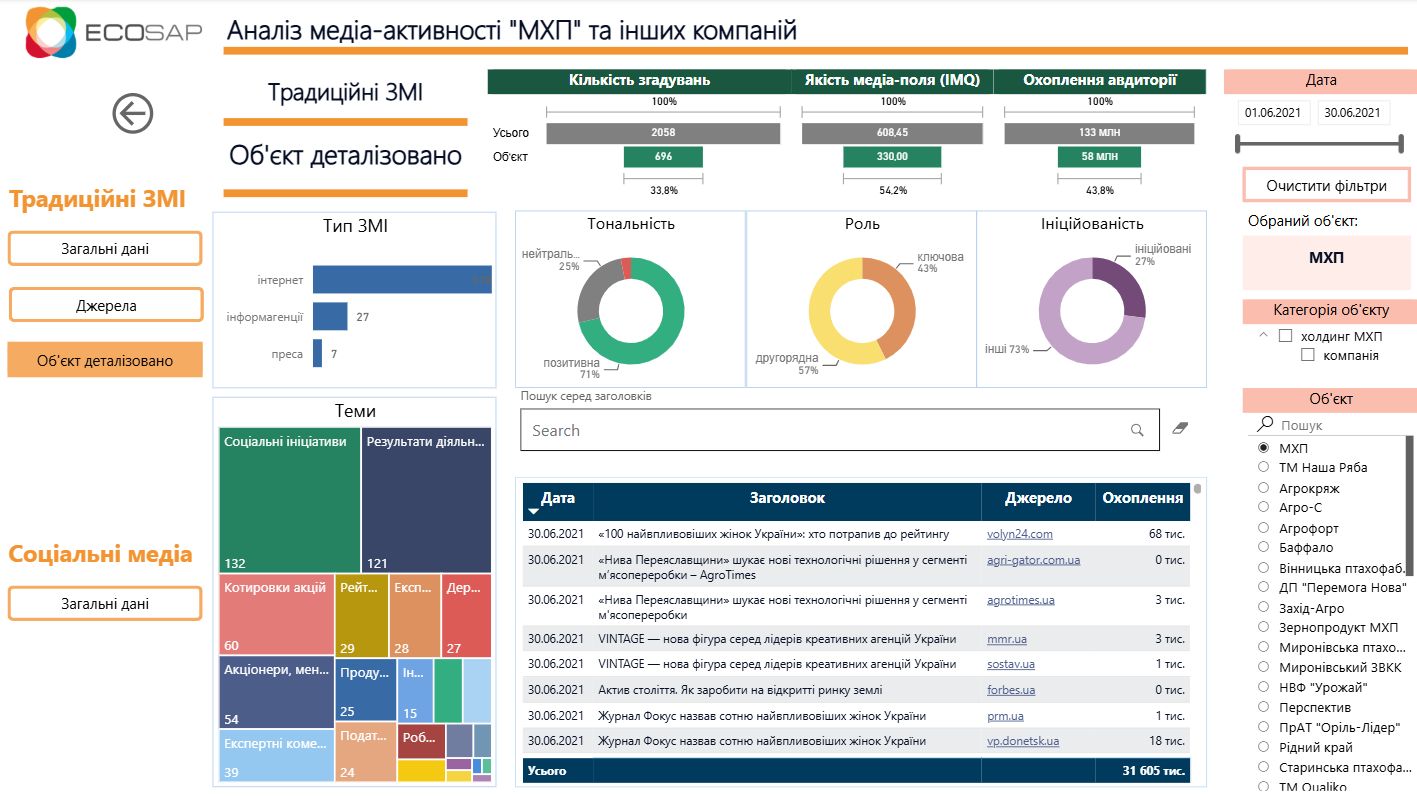 ECOSAP
Аналіз медіа-активності "МХП" та інших компаній
Традиційні ЗМІ
Об'єкт деталізовано
Кількість згадувань
Якість медіа-поля (IMQ)
Охоплення авдиторії
100%
100%
100%
Усього
2058
608,45
133 МЛН
Об'єкт
696
330,00
58 МЛН
33,8%
54,2%
43,8%
Дата
01.06.2021
30.06.2021
Очистити фільтри
Обраний об'єкт:
МХП
Категорія об'єкту
холдинг МХП
компанія
Об'єкт
Пошук
МХП
ТМ Наша Ряба
Агрокряж
Агро-С
Агрофорт
Баффало
Вінницька птахофаб.
ДП "Перемога Нова"
Захід-Агро
Зернопродукт МХП
Миронівська птахо...
Миронівський ЗВКК
НВФ "Урожай"
Перспектив
ПрАТ "Оріль-Лідер"
Рідний край
Старинська птахофа...
ТМ Qualiko
Традиційні ЗМІ
Загальні дані
Джерела
Об'єкт деталізовано
Соціальні медіа
Загальні дані
Тип ЗМІ
інтернет
інформагенції
27
преса
7
Тональність
нейтраль...
25%
позитивна
71%
Роль
ключова
43%
другорядна
57%
Ініційованість
ініційовані
27%
інші 73%
Теми
Соціальні ініціативи
132
Результати діяльн...
121
Котировки акцій
60
Рейт...
29
Експ...
28
Дер...
27
Акціонери, мен...
54
Проду...
25
Ін...
15
Експертні коме...
39
Подат...
24
Роб...
Пошук серед заголовків
Search
Дата
Заголовок
Джерело
Охоплення
30.06.2021 «100 найвпливовіших жінок України»: хто потрапив до рейтингу volyn24.com 68 тис.
30.06.2021 «Нива Переяславщини» шукає нові технологічні рішення у сегменті agri-gator.com.ua 0 тис.
м'ясопереробки – AgroTimes
30.06.2021 «Нива Переяславщини» шукає нові технологічні рішення у сегменті agrotimes.ua 3 тис.
м'ясопереробки
30.06.2021 VINTAGE — нова фігура серед лідерів креативних агенцій України mmr.ua 3 тис.
30.06.2021 VINTAGE — нова фігура серед лідерів креативних агенцій України sostav.ua 1 тис.
30.06.2021 Актив століття. Як заробити на відкритті ринку землі forbes.ua 0 тис.
30.06.2021 Журнал Фокус назвав сотню найвпливовіших жінок України prm.ua 1 тис.
30.06.2021 Журнал Фокус назвав сотню найвпливовіших жінок України vp.donetsk.ua 18 тис.
Усього 31 605 тис.